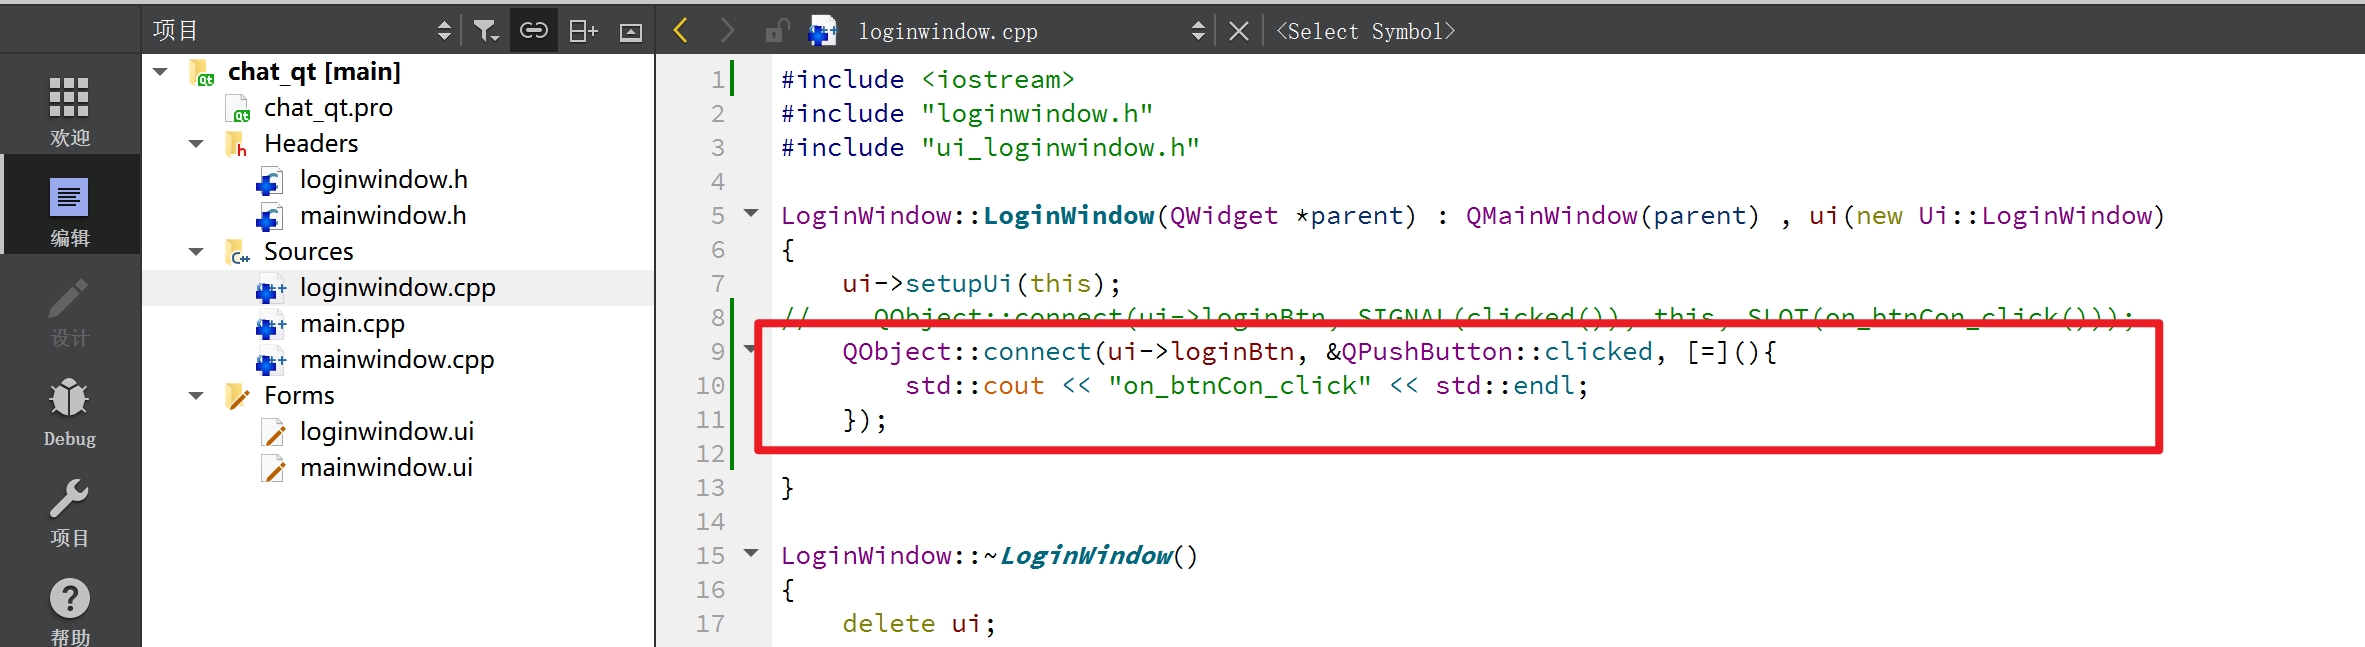 项目
loginwindow.cpp
<Select Symbol>
欢迎
编辑
设计
Debug
项目
帮助
chat_qt [main]
chat_qt.pro
Headers
loginwindow.h
mainwindow.h
Sources
loginwindow.cpp
main.cpp
mainwindow.cpp
Forms
loginwindow.ui
mainwindow.ui
1 #include <iostream>
2 #include "loginwindow.h"
3 #include "ui_loginwindow.h"
4
5 LoginWindow::LoginWindow(QWidget *parent) : QMainWindow(parent) , ui(new Ui::LoginWindow)
6 {
7 ui->setupUi(this);
8 // QObject::connect(ui->loginBtn, SIGNAL(clicked()), this, SLOT(on_btnCon_click()));
9 QObject::connect(ui->loginBtn, &QPushButton::clicked, [=](){
10 std::cout << "on_btnCon_click" << std::endl;
11 });
12
13 }
14
15 LoginWindow::~LoginWindow()
16 {
17 delete ui;